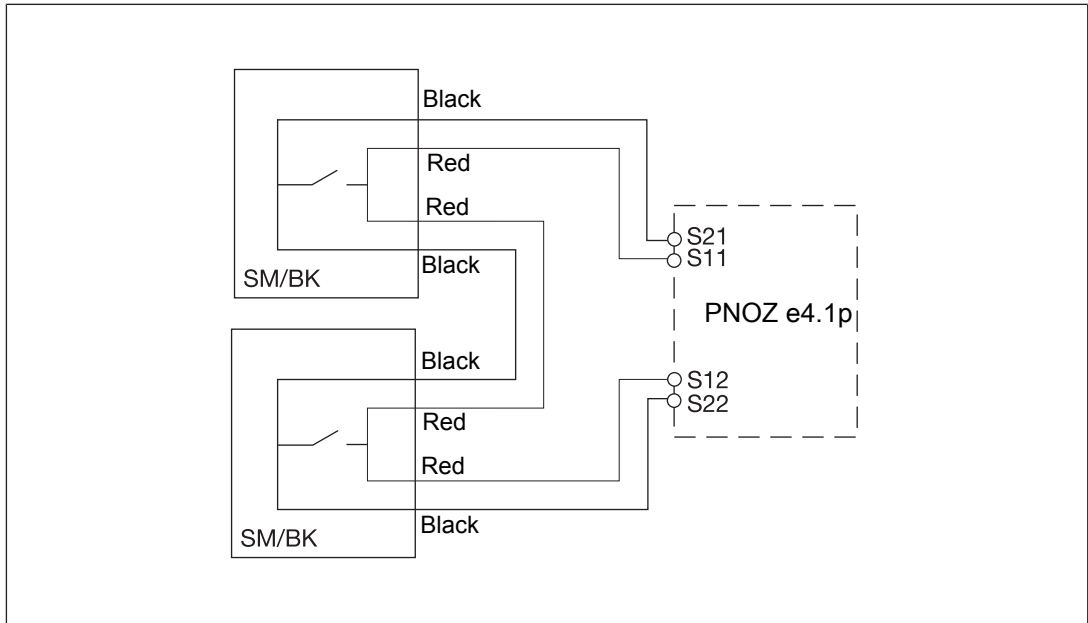 Black
Red
Red
Black
SM/BK
Black
Red
Red
Black
SM/BK
S21
S11
PNOZ e4.1p
S12
S22